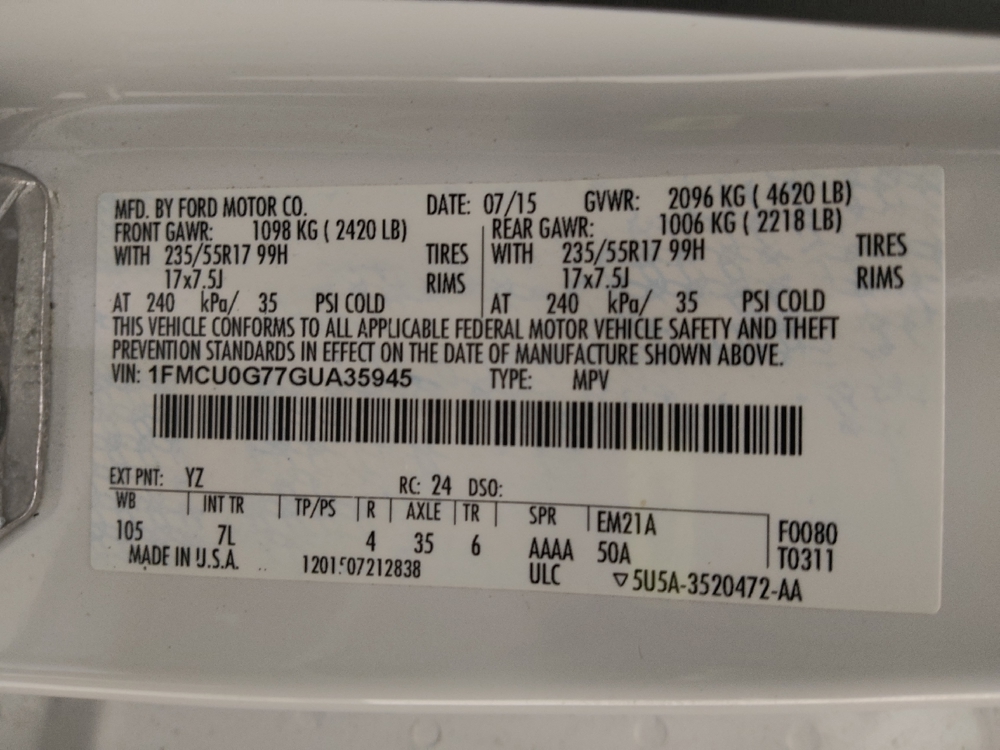 MFD. BY FORD MOTOR CO. DATE: 07/15 GVWR: 2096 KG ( 4620 LB)
FRONT GAWR: 1098 KG ( 2420 LB) REAR GAWR: 1006 KG ( 2218 LB)
WITH 235/55R17 99H TIRES WITH 235/55R17 99H TIRES
17x7.5J RIMS 17x7.5J RIMS
AT 240 kPa/ 35 PSI COLD AT 240 kPa/ 35 PSI COLD
THIS VEHICLE CONFORMS TO ALL APPLICABLE FEDERAL MOTOR VEHICLE SAFETY AND THEFT
PREVENTION STANDARDS IN EFFECT ON THE DATE OF MANUFACTURE SHOWN ABOVE.
VIN: 1FMCU0G77GUA35945 TYPE: MPV
EXT PNT: YZ RC: 24 DSO:
WB INT TR TP/PS R AXLE TR SPR EM21A F0080
105 7L 4 35 6 AAAA 50A T0311
MADE IN U.S.A. ULC ▽5U5A-3520472-AA